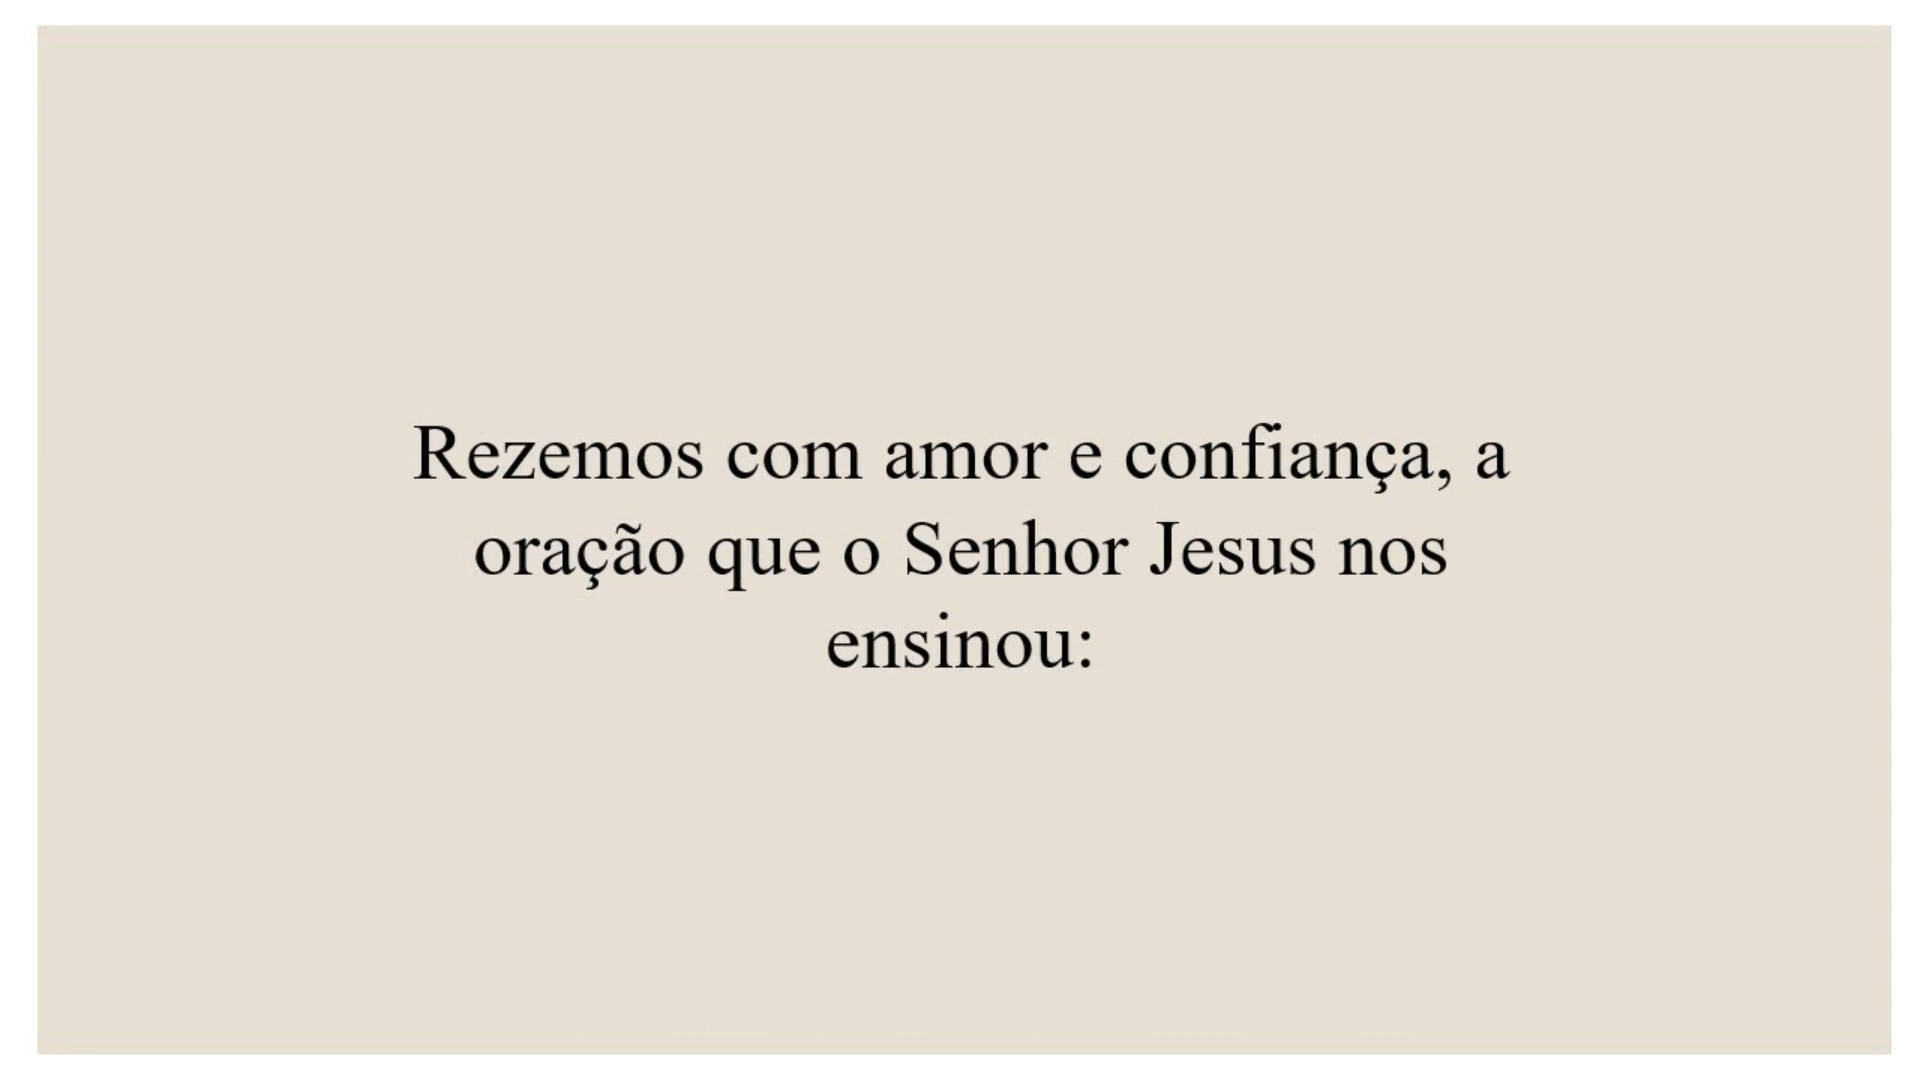 Rezemos com amor e confiança, a
oração que o Senhor Jesus nos
ensinou: